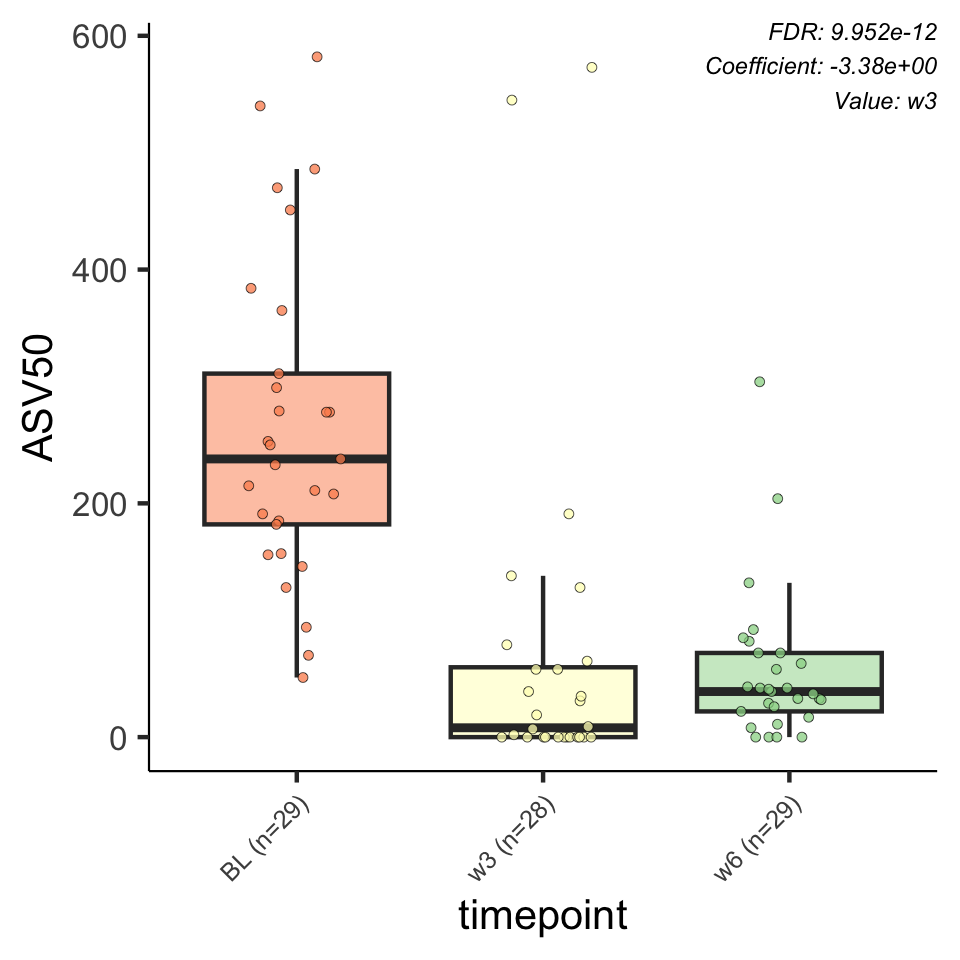 FDR: 9.952e-12
Coefficient: -3.38e+00
Value: w3
600
400
200
0
ASV50
BL (n=29)
w3 (n=28)
w6 (n=29)
timepoint